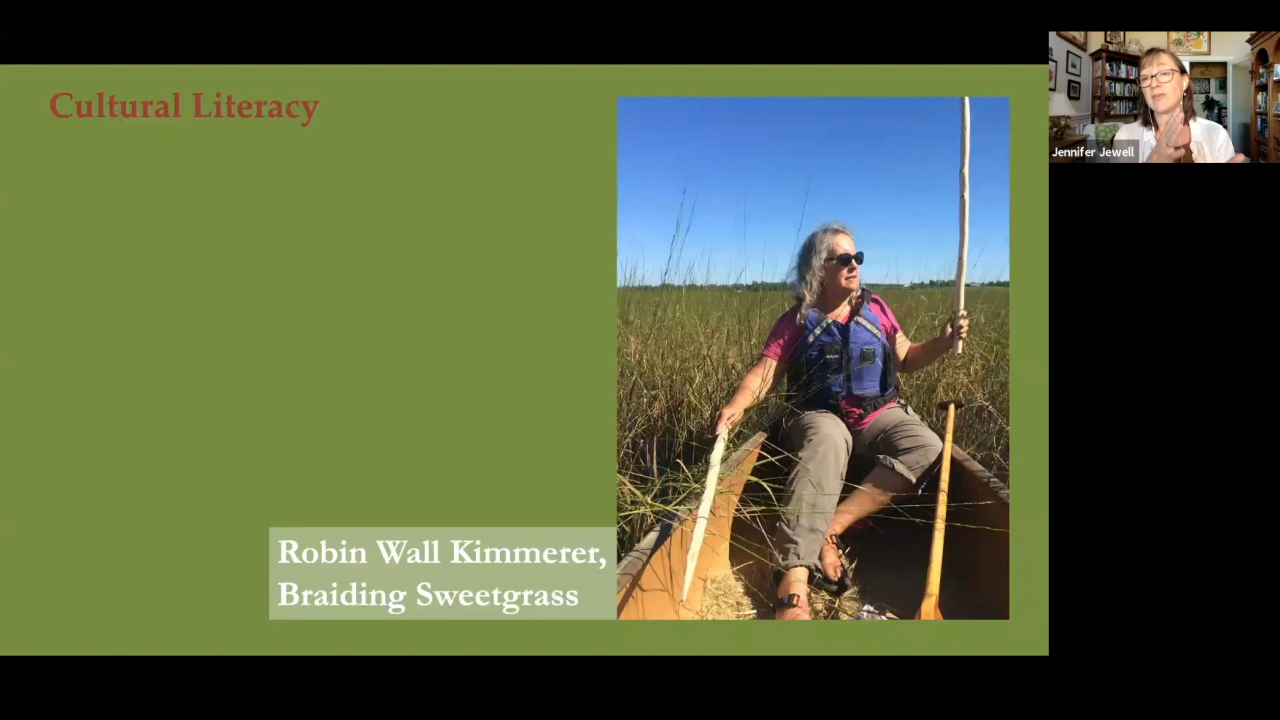 Cultural Literacy
Jennifer Jewell
Robin Wall Kimmerer,
Braiding Sweetgrass